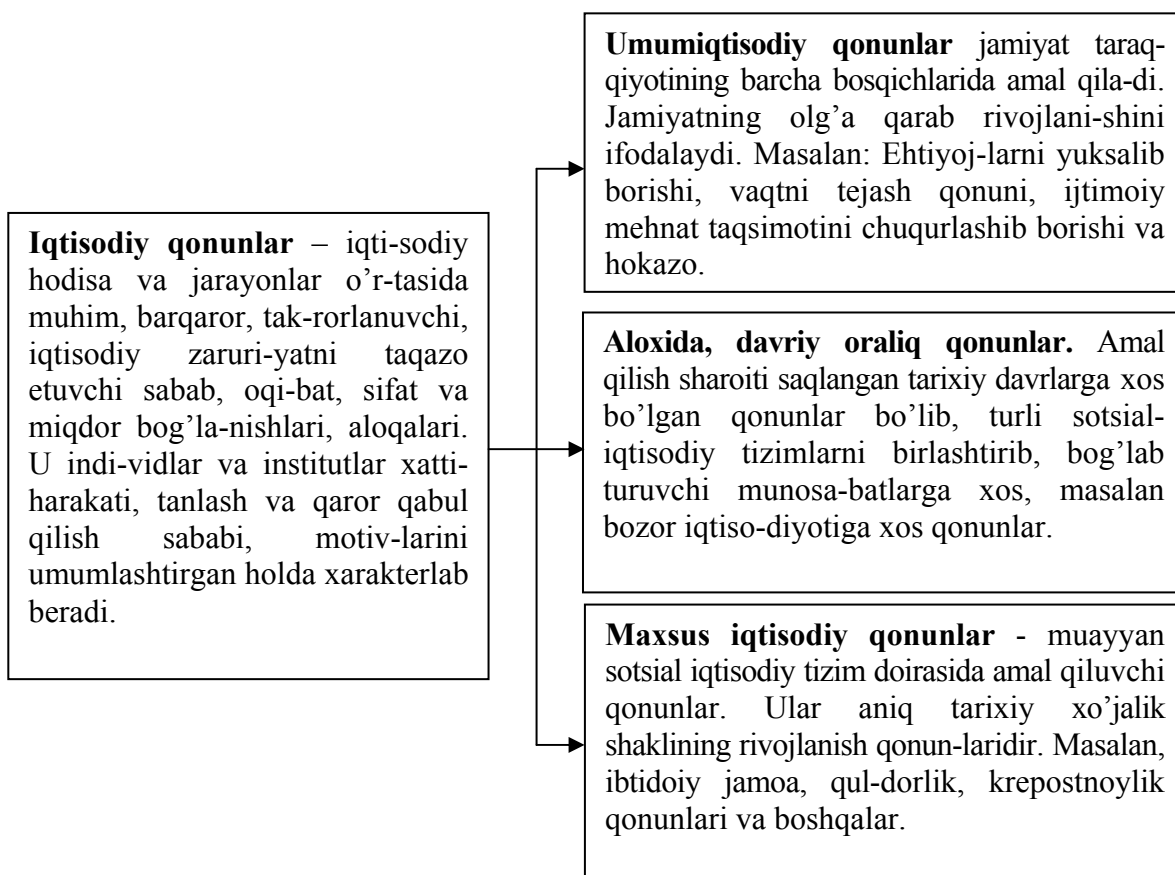 Iqtisodiy qonunlar – iqti-sodiy
hodisa va jarayonlar o’r-tasida
muhim, barqaror, tak-rorlanuvchi,
iqtisodiy zaruri-yatni taqazo
etuvchi sabab, oqi-bat, sifat va
miqdor bog’la-nishlari, aloqalari.
U indi-vidlar va institutlar xatti-
harakati, tanlash va qaror qabul
qilish sababi, motiv-larini
umumlashtirgan holda xarakterlab
beradi.
Umumiqtisodiy qonunlar jamiyat taraq-
qiyotining barcha bosqichlarida amal qila-di.
Jamiyatning olg’a qarab rivojlani-shini
ifodalaydi. Masalan: Ehtiyoj-larni yuksalib
borishi, vaqtni tejash qonuni, ijtimoiy
mehnat taqsimotini chuqurlashib borishi va
hokazo.
Aloxida, davriy oraliq qonunlar. Amal
qilish sharoiti saqlangan tarixiy davrlarga xos
bo’lgan qonunlar bo’lib, turli sotsial-
iqtisodiy tizimlarni birlashtirib, bog’lab
turuvchi munosa-batlarga xos, masalan
bozor iqtiso-diyotiga xos qonunlar.
Maxsus iqtisodiy qonunlar - muayyan
sotsial iqtisodiy tizim doirasida amal qiluvchi
qonunlar. Ular aniq tarixiy xo’jalik
shaklining rivojlanish qonun-laridir. Masalan,
ibtidoiy jamoa, qul-dorlik, krepostnoylik
qonunlari va boshqalar.